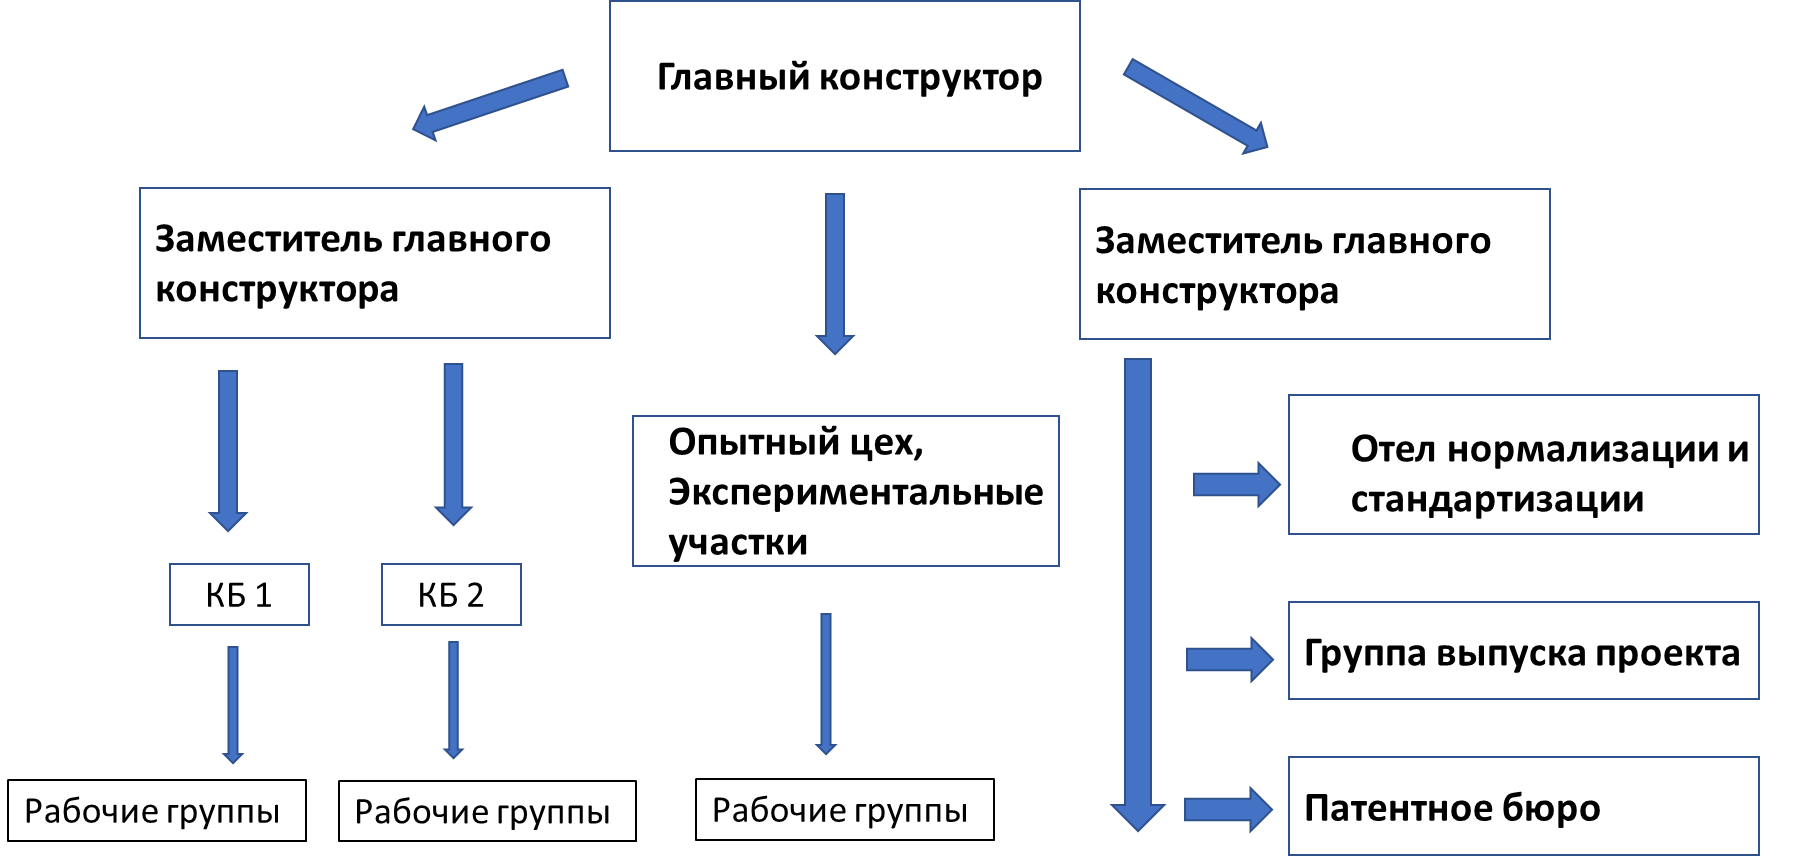 Главный конструктор
Заместитель главного
конструктора
Заместитель главного
конструктора
Опытный цех,
Экспериментальные
участки
Отел нормализации и
стандартизации
КБ 1
КБ 2
Группа выпуска проекта
Рабочие группы
Рабочие группы
Рабочие группы
Патентное бюро